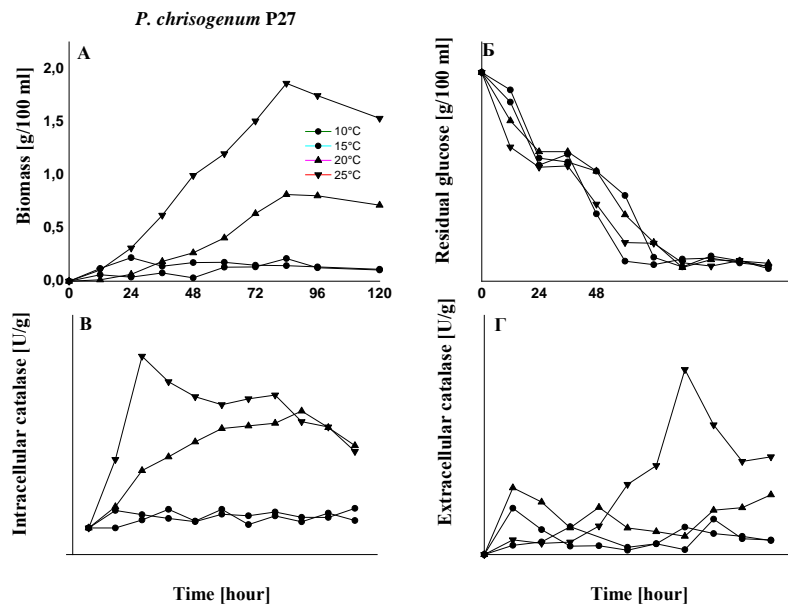 P. chrisogenum P27
А
Biomass [g/100 ml]
2,0
1,5
1,0
0,5
0,0
0
24
48
72
96
120
10°C
15°C
20°C
25°C
Б
Residual glucose [g/100 ml]
0
24
48
В
Intracellular catalase [U/g]
Time [hour]
Г
Extracellular catalase [U/g]
Time [hour]